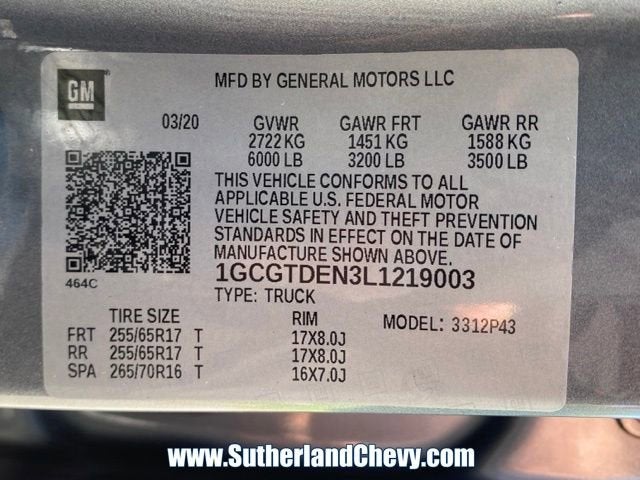 GM
MFD BY GENERAL MOTORS LLC
03/20 GVWR GAWR FRT GAWR RR
2722 KG 1451 KG 1588 KG
6000 LB 3200 LB 3500 LB
THIS VEHICLE CONFORMS TO ALL
APPLICABLE U.S. FEDERAL MOTOR
VEHICLE SAFETY AND THEFT PREVENTION
STANDARDS IN EFFECT ON THE DATE OF
MANUFACTURE SHOWN ABOVE.
464C
1GCGTDEN3L1219003
TYPE: TRUCK
TIRE SIZE RIM MODEL: 3312P43
FRT 255/65R17 T 17X8.0J
RR 255/65R17 T 17X8.0J
SPA 265/70R16 T 16X7.0J
www.SutherlandChevy.com